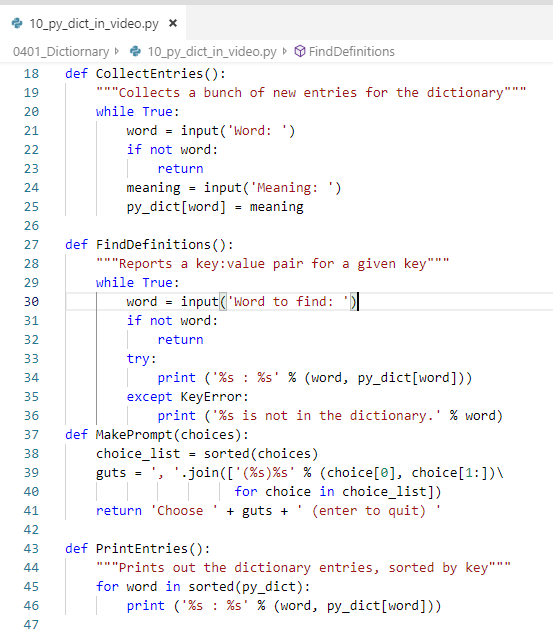 10_py_dict_in_video.py ×
0401_Dictiornary 10_py_dict_in_video.py FindDefinitions
18 def CollectEntries():
19     """Collects a bunch of new entries for the dictionary"""
20     while True:
21         word = input('Word: ')
22         if not word:
23             return
24         meaning = input('Meaning: ')
25         py_dict[word] = meaning
26
27 def FindDefinitions():
28     """Reports a key:value pair for a given key"""
29     while True:
30         word = input('Word to find: ')
31         if not word:
32             return
33         try:
34             print ('%s : %s' % (word, py_dict[word]))
35         except KeyError:
36             print ('%s is not in the dictionary.' % word)
37 def MakePrompt(choices):
38     choice_list = sorted(choices)
39     guts = ', '.join(['(%s)%s' % (choice[0], choice[1:])\
40                       for choice in choice_list])
41     return 'Choose ' + guts + ' (enter to quit) '
42
43 def PrintEntries():
44     """Prints out the dictionary entries, sorted by key"""
45     for word in sorted(py_dict):
46         print ('%s : %s' % (word, py_dict[word]))
47